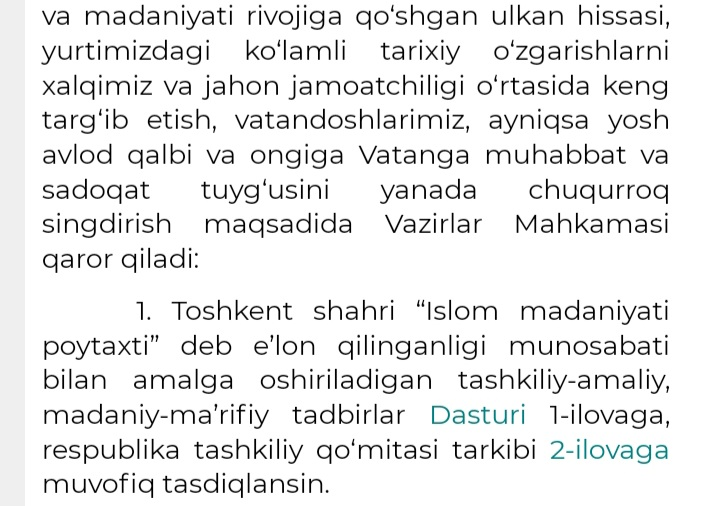 va madaniyati rivojiga qo‘shgan ulkan hissasi,
yurtimizdagi ko‘lamli tarixiy o‘zgarishlarni
xalqimiz va jahon jamoatchiligi o‘rtasida keng
targ‘ib etish, vatandoshlarimiz, ayniqsa yosh
avlod qalbi va ongiga Vatanga muhabbat va
sadoqat tuyg‘usini yanada chuqurroq
singdirish maqsadida Vazirlar Mahkamasi
qaror qiladi:
1. Toshkent shahri “Islom madaniyati
poytaxti” deb e’lon qilinganligi munosabati
bilan amalga oshiriladigan tashkiliy-amaliy,
madaniy-ma’rifiy tadbirlar Dasturi 1-ilovaga,
respublika tashkiliy qo‘mitasi tarkibi 2-ilovaga
muvofiq tasdiqlansin.